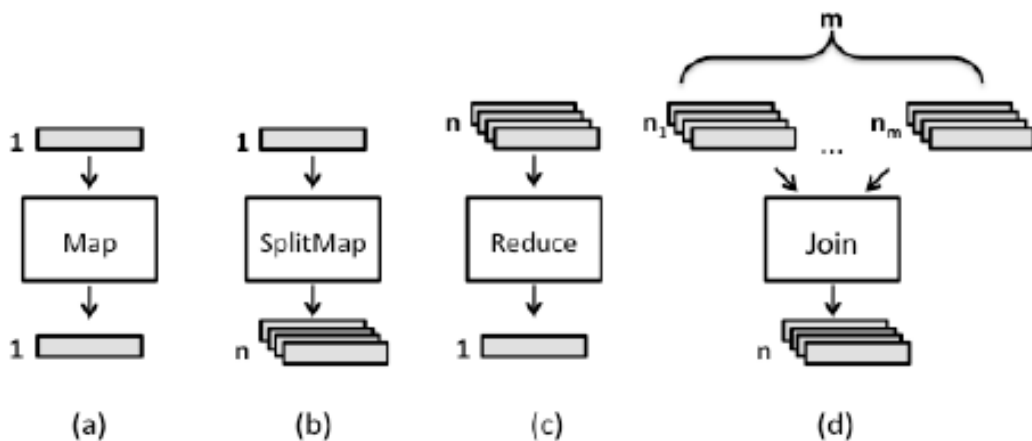 m
n n₁ nₘ
1 1 ...
Map SplitMap Reduce Join
1 n 1 n
(a) (b) (c) (d)